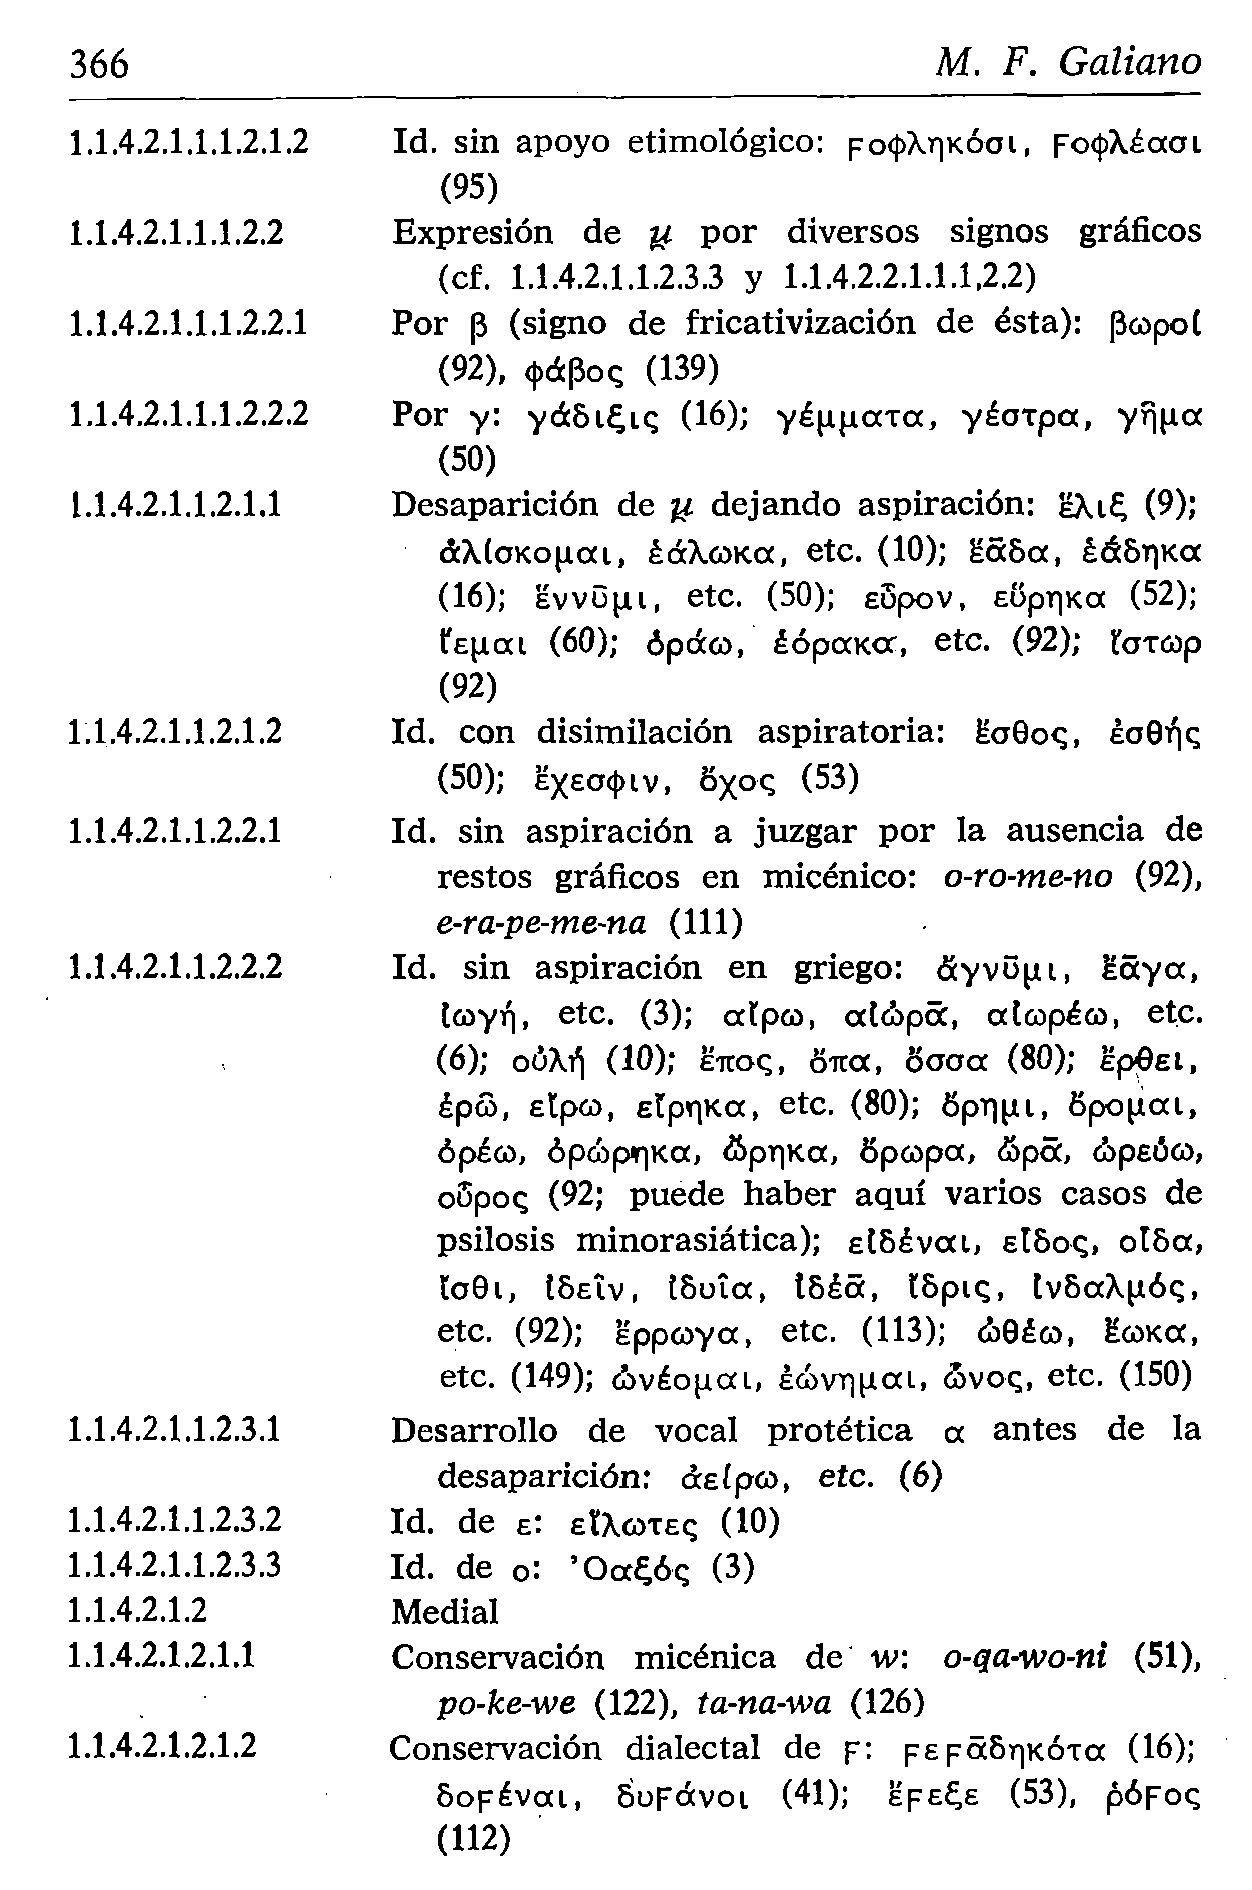 366 M. F. Galiano
1.1.4.2.1.1.1.2.1.2 Id. sin apoyo etimológico: ϝοφληκόσι, ϝοφλέασι
(95)
1.1.4.2.1.1.1.2.2 Expresión de u̯ por diversos signos gráficos
(cf. 1.1.4.2.1.1.2.3.3 y 1.1.4.2.2.1.1.1.2.2)
1.1.4.2.1.1.1.2.2.1 Por β (signo de fricativización de ésta): βωροί
(92), φάβος (139)
1.1.4.2.1.1.1.2.2.2 Por γ: γάδιξις (16); γέμματα, γέστρα, γῆμα
(50)
1.1.4.2.1.1.2.1.1 Desaparición de u̯ dejando aspiración: ἕλιξ (9);
ἁλίσκομαι, ἑάλωκα, etc. (10); ἕᾱδα, ἑάδηκα
(16); ἕννῡμι, etc. (50); εὗρον, εὕρηκα (52);
ἵεμαι (60); ὁράω, ἑόρακα, etc. (92); ἵστωρ
(92)
1.1.4.2.1.1.2.1.2 Id. con disimilación aspiratoria: ἔσθος, ἐσθής
(50); ἔχεσφιν, ὄχος (53)
1.1.4.2.1.1.2.2.1 Id. sin aspiración a juzgar por la ausencia de
restos gráficos en micénico: o-ro-me-no (92),
e-ra-pe-me-na (111)
1.1.4.2.1.1.2.2.2 Id. sin aspiración en griego: ἄγνῡμι, ἔᾱγα,
ἰωγή, etc. (3); αἴρω, αἰώρᾱ, αἰωρέω, etc.
(6); οὐλή (10); ἔπος, ὄπα, ὄσσα (80); ἔρθει,
ἐρῶ, εἴρω, εἴρηκα, etc. (80); ὄρημι, ὄρομαι,
ὀρέω, ὀρώρηκα, ὤρηκα, ὄρωρα, ὤρᾱ, ὠρεύω,
οὖρος (92; puede haber aquí varios casos de
psilosis minorasiática); εἰδέναι, εἶδος, οἶδα,
ἴσθι, ἰδεῖν, ἰδυῖα, ἰδέᾱ, ἴδρις, ἰνδαλμός,
etc. (92); ἔρρωγα, etc. (113); ὠθέω, ἔωκα,
etc. (149); ὠνέομαι, ἐώνημαι, ὦνος, etc. (150)
1.1.4.2.1.1.2.3.1 Desarrollo de vocal protética α antes de la
desaparición: ἀείρω, etc. (6)
1.1.4.2.1.1.2.3.2 Id. de ε: εἵλωτες (10)
1.1.4.2.1.1.2.3.3 Id. de ο: Ὀαξός (3)
1.1.4.2.1.2 Medial
1.1.4.2.1.2.1.1 Conservación micénica de w: o-qa-wo-ni (51),
po-ke-we (122), ta-na-wa (126)
1.1.4.2.1.2.1.2 Conservación dialectal de ϝ: ϝεϝᾱδηκότα (16);
δοϝέναι, δυϝάνοι (41); ἔϝεξε (53), ῥόϝος
(112)